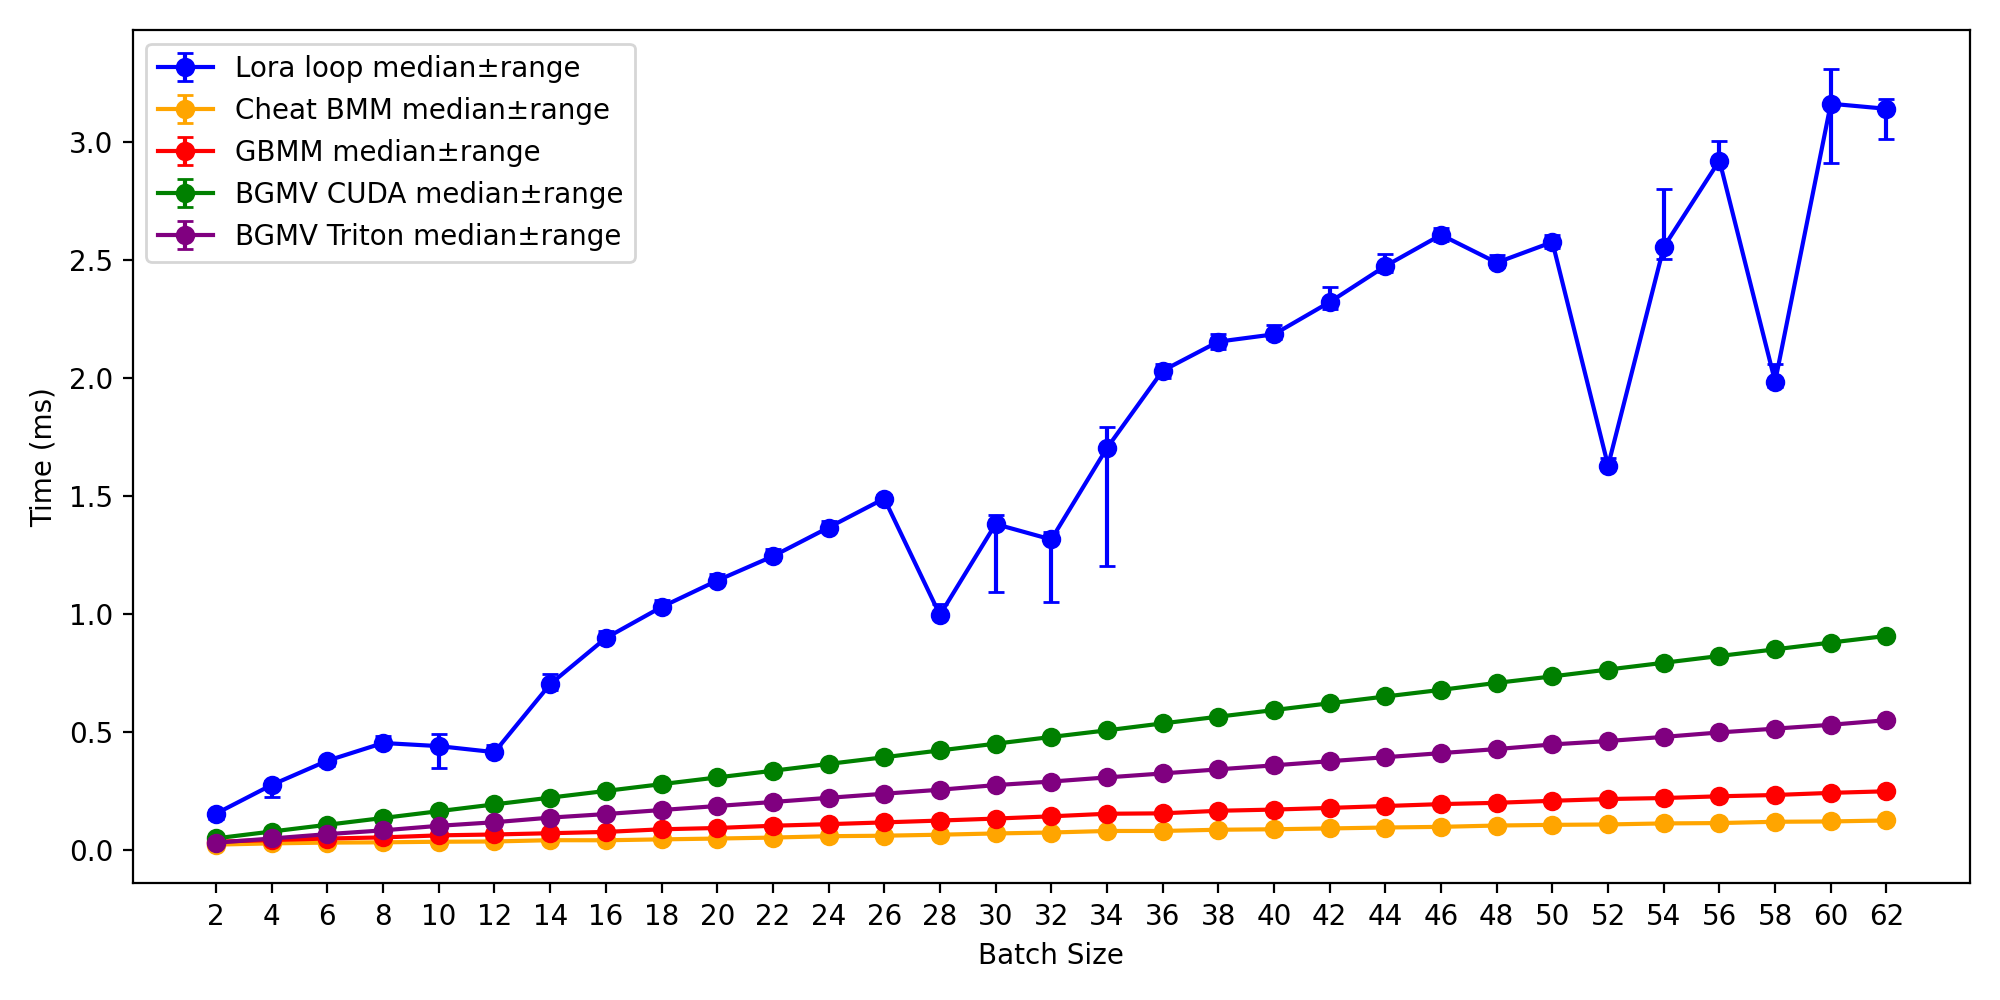 Lora loop median±range
Cheat BMM median±range
GBMM median±range
BGMV CUDA median±range
BGMV Triton median±range
3.0
2.5
2.0
1.5
1.0
0.5
0.0
Time (ms)
2 4 6 8 10 12 14 16 18 20 22 24 26 28 30 32 34 36 38 40 42 44 46 48 50 52 54 56 58 60 62
Batch Size